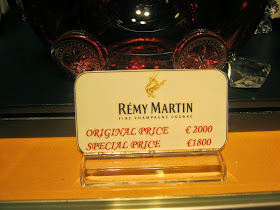 RÉMY MARTIN
FINE CHAMPAGNE COGNAC
ORIGINAL PRICE € 2000
SPECIAL PRICE €1800